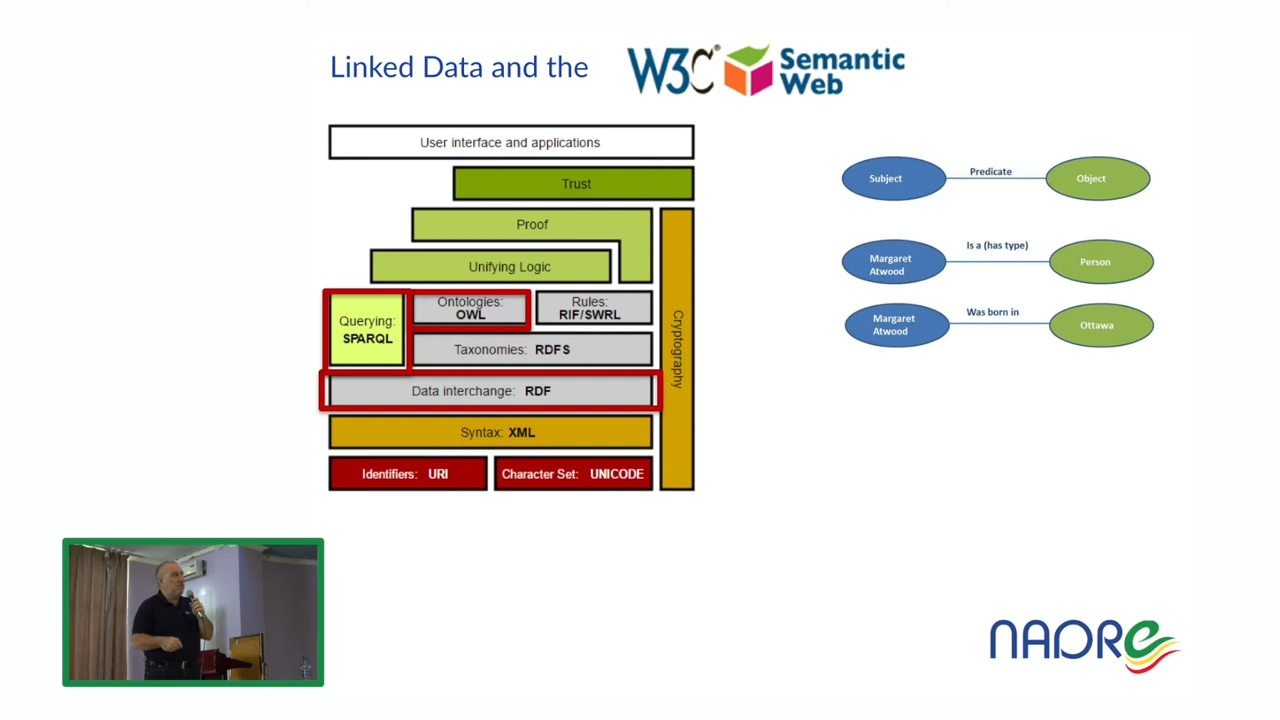 Linked Data and the
W3C® Semantic
Web
User interface and applications
Trust
Proof
Unifying Logic
Querying:
SPARQL
Ontologies:
OWL
Rules:
RIF/SWRL
Taxonomies: RDFS
Data interchange: RDF
Syntax: XML
Identifiers: URI
Character Set: UNICODE
Cryptography
Subject
Predicate
Object
Margaret
Atwood
Is a (has type)
Person
Margaret
Atwood
Was born in
Ottawa
NADRe